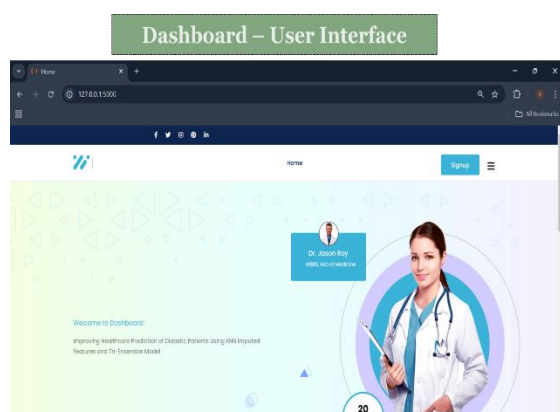 Dashboard – User Interface
Home
127.0.0.1:5000
All Bookmarks
Home
Signup
Dr. Jason Roy
MBBS, M.D of Medicine
Welcome to Dashboard!
Improving Healthcare Prediction of Diabetic Patients Using KNN Imputed
Features and Tri-Ensemble Model
20